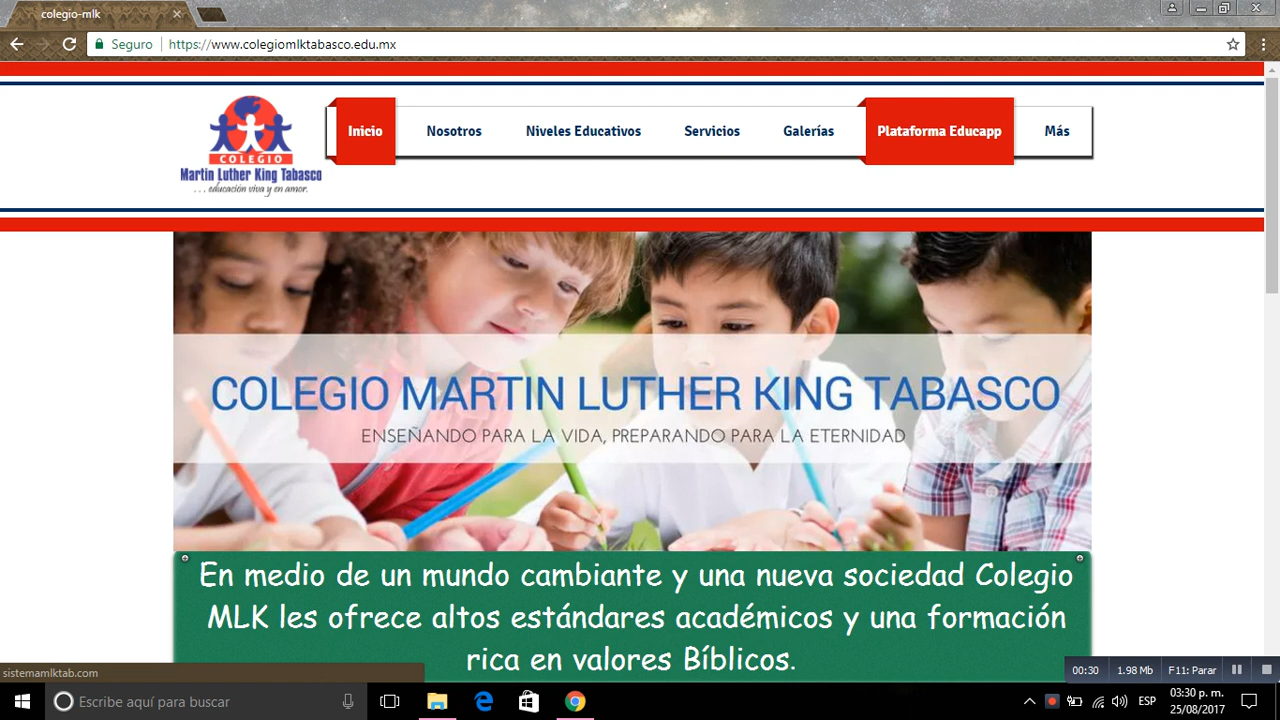 colegio-mlk
Seguro
https://www.colegiomlktabasco.edu.mx
COLEGIO
Martin Luther King Tabasco
. . . educación viva y en amor.
Inicio
Nosotros
Niveles Educativos
Servicios
Galerías
Plataforma Educapp
Más
COLEGIO MARTIN LUTHER KING TABASCO
ENSEÑANDO PARA LA VIDA, PREPARANDO PARA LA ETERNIDAD
En medio de un mundo cambiante y una nueva sociedad Colegio
MLK les ofrece altos estándares académicos y una formación
rica en valores Bíblicos.
sistemamlktab.com
00:30
1.98 Mb
F11: Parar
Escribe aquí para buscar
ESP
03:30 p. m.
25/08/2017